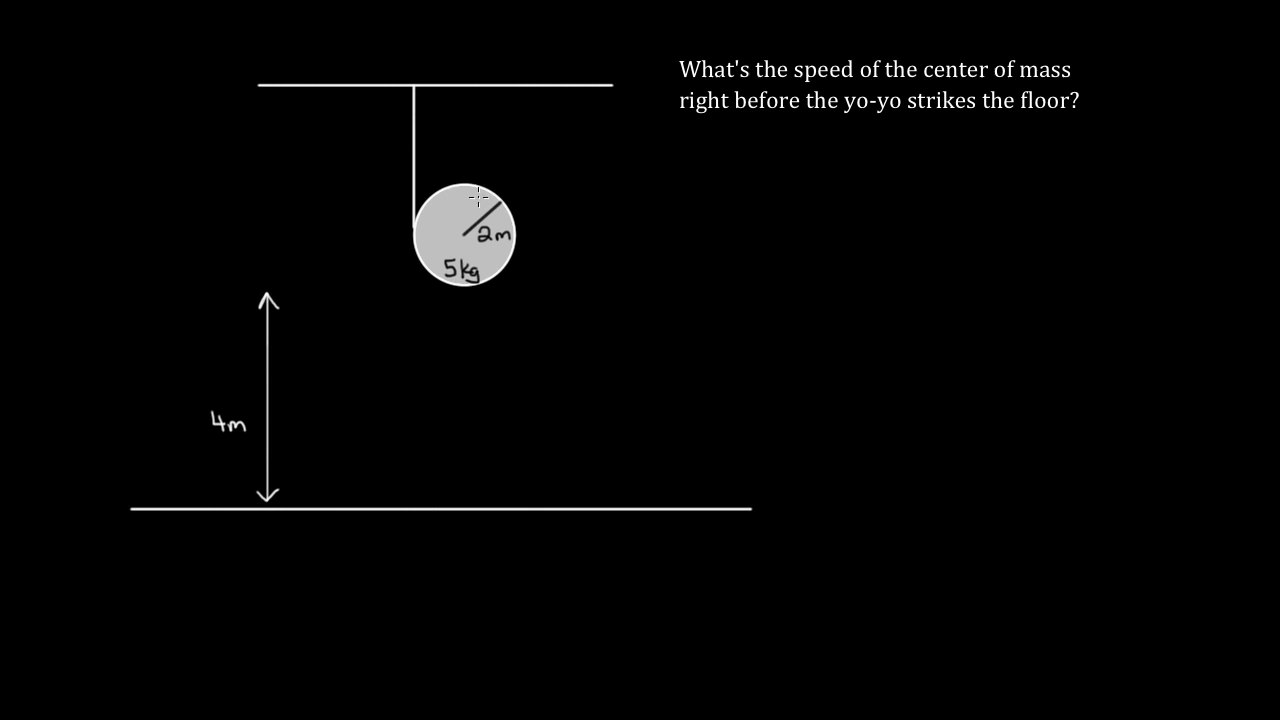 What's the speed of the center of mass
right before the yo-yo strikes the floor?
2m
5kg
4m